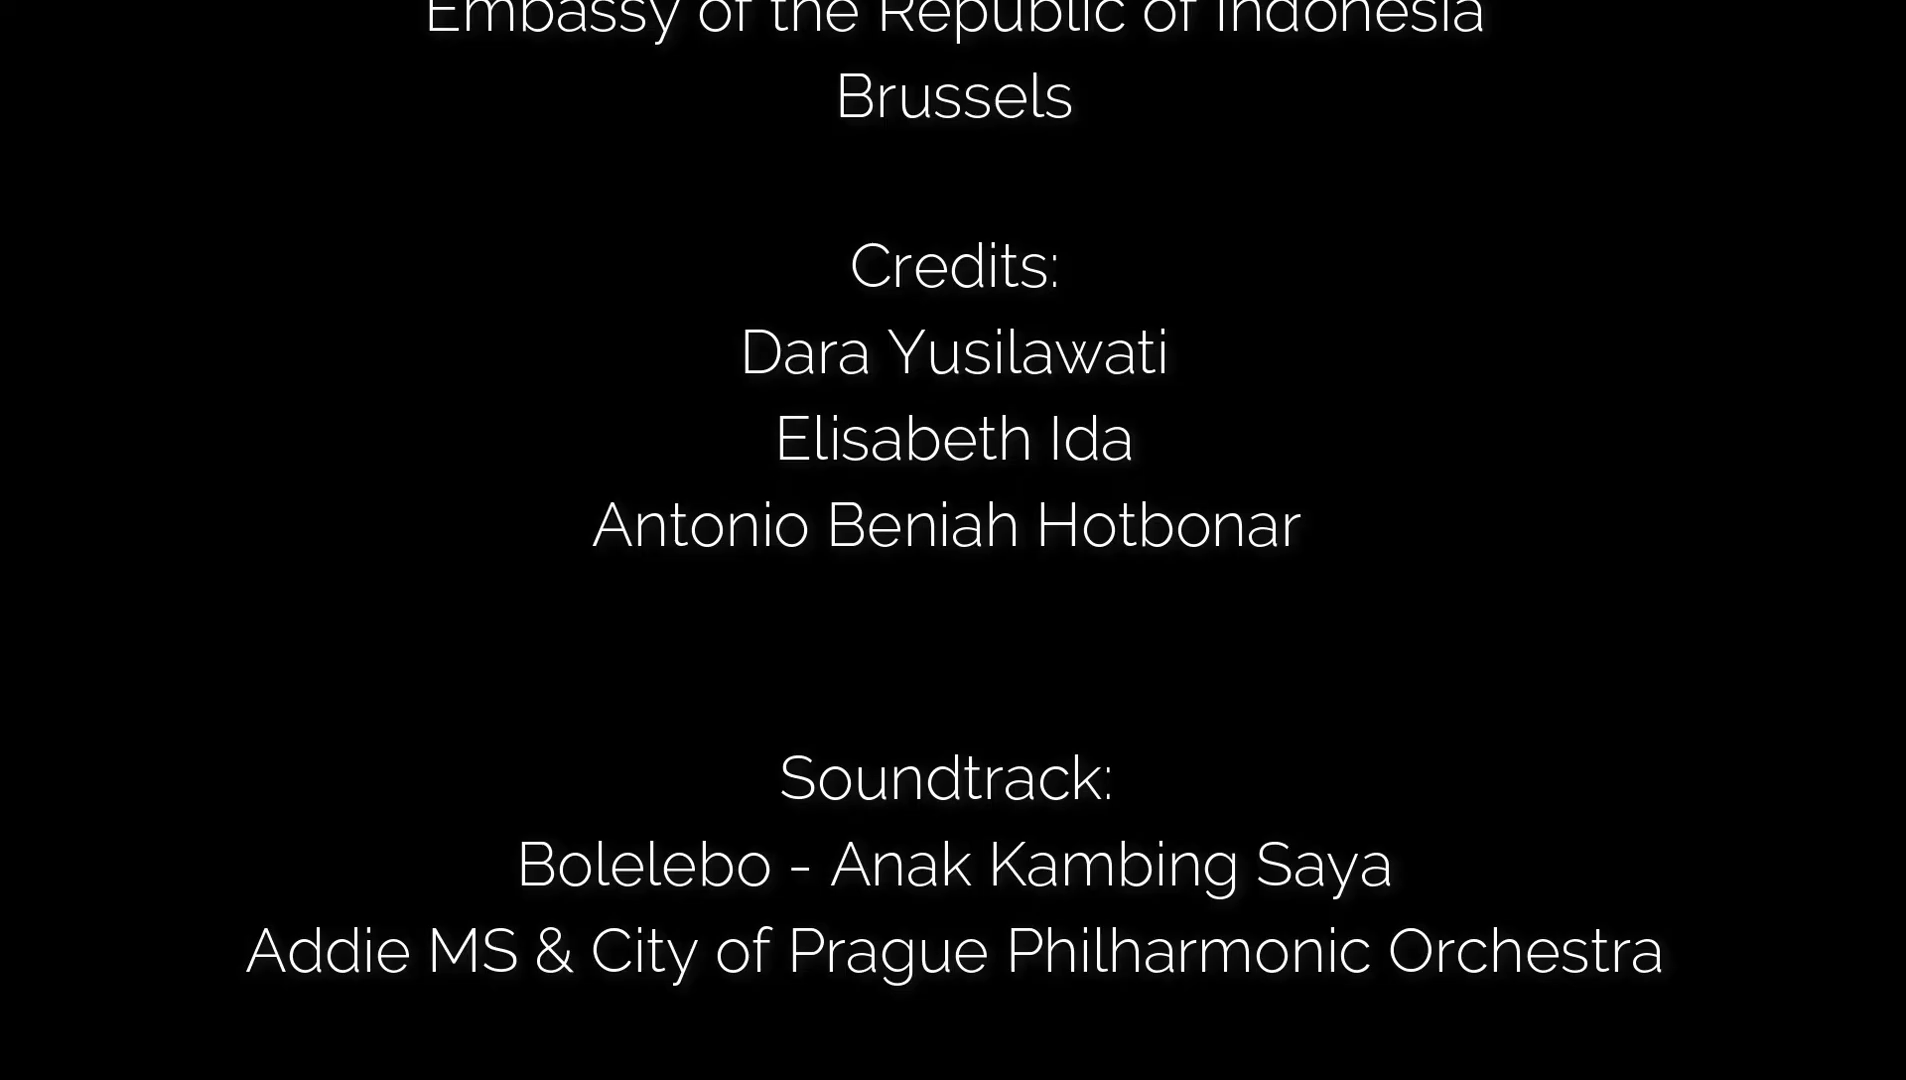 Embassy of the Republic of Indonesia
Brussels
Credits:
Dara Yusilawati
Elisabeth Ida
Antonio Beniah Hotbonar
Soundtrack:
Bolelebo - Anak Kambing Saya
Addie MS & City of Prague Philharmonic Orchestra